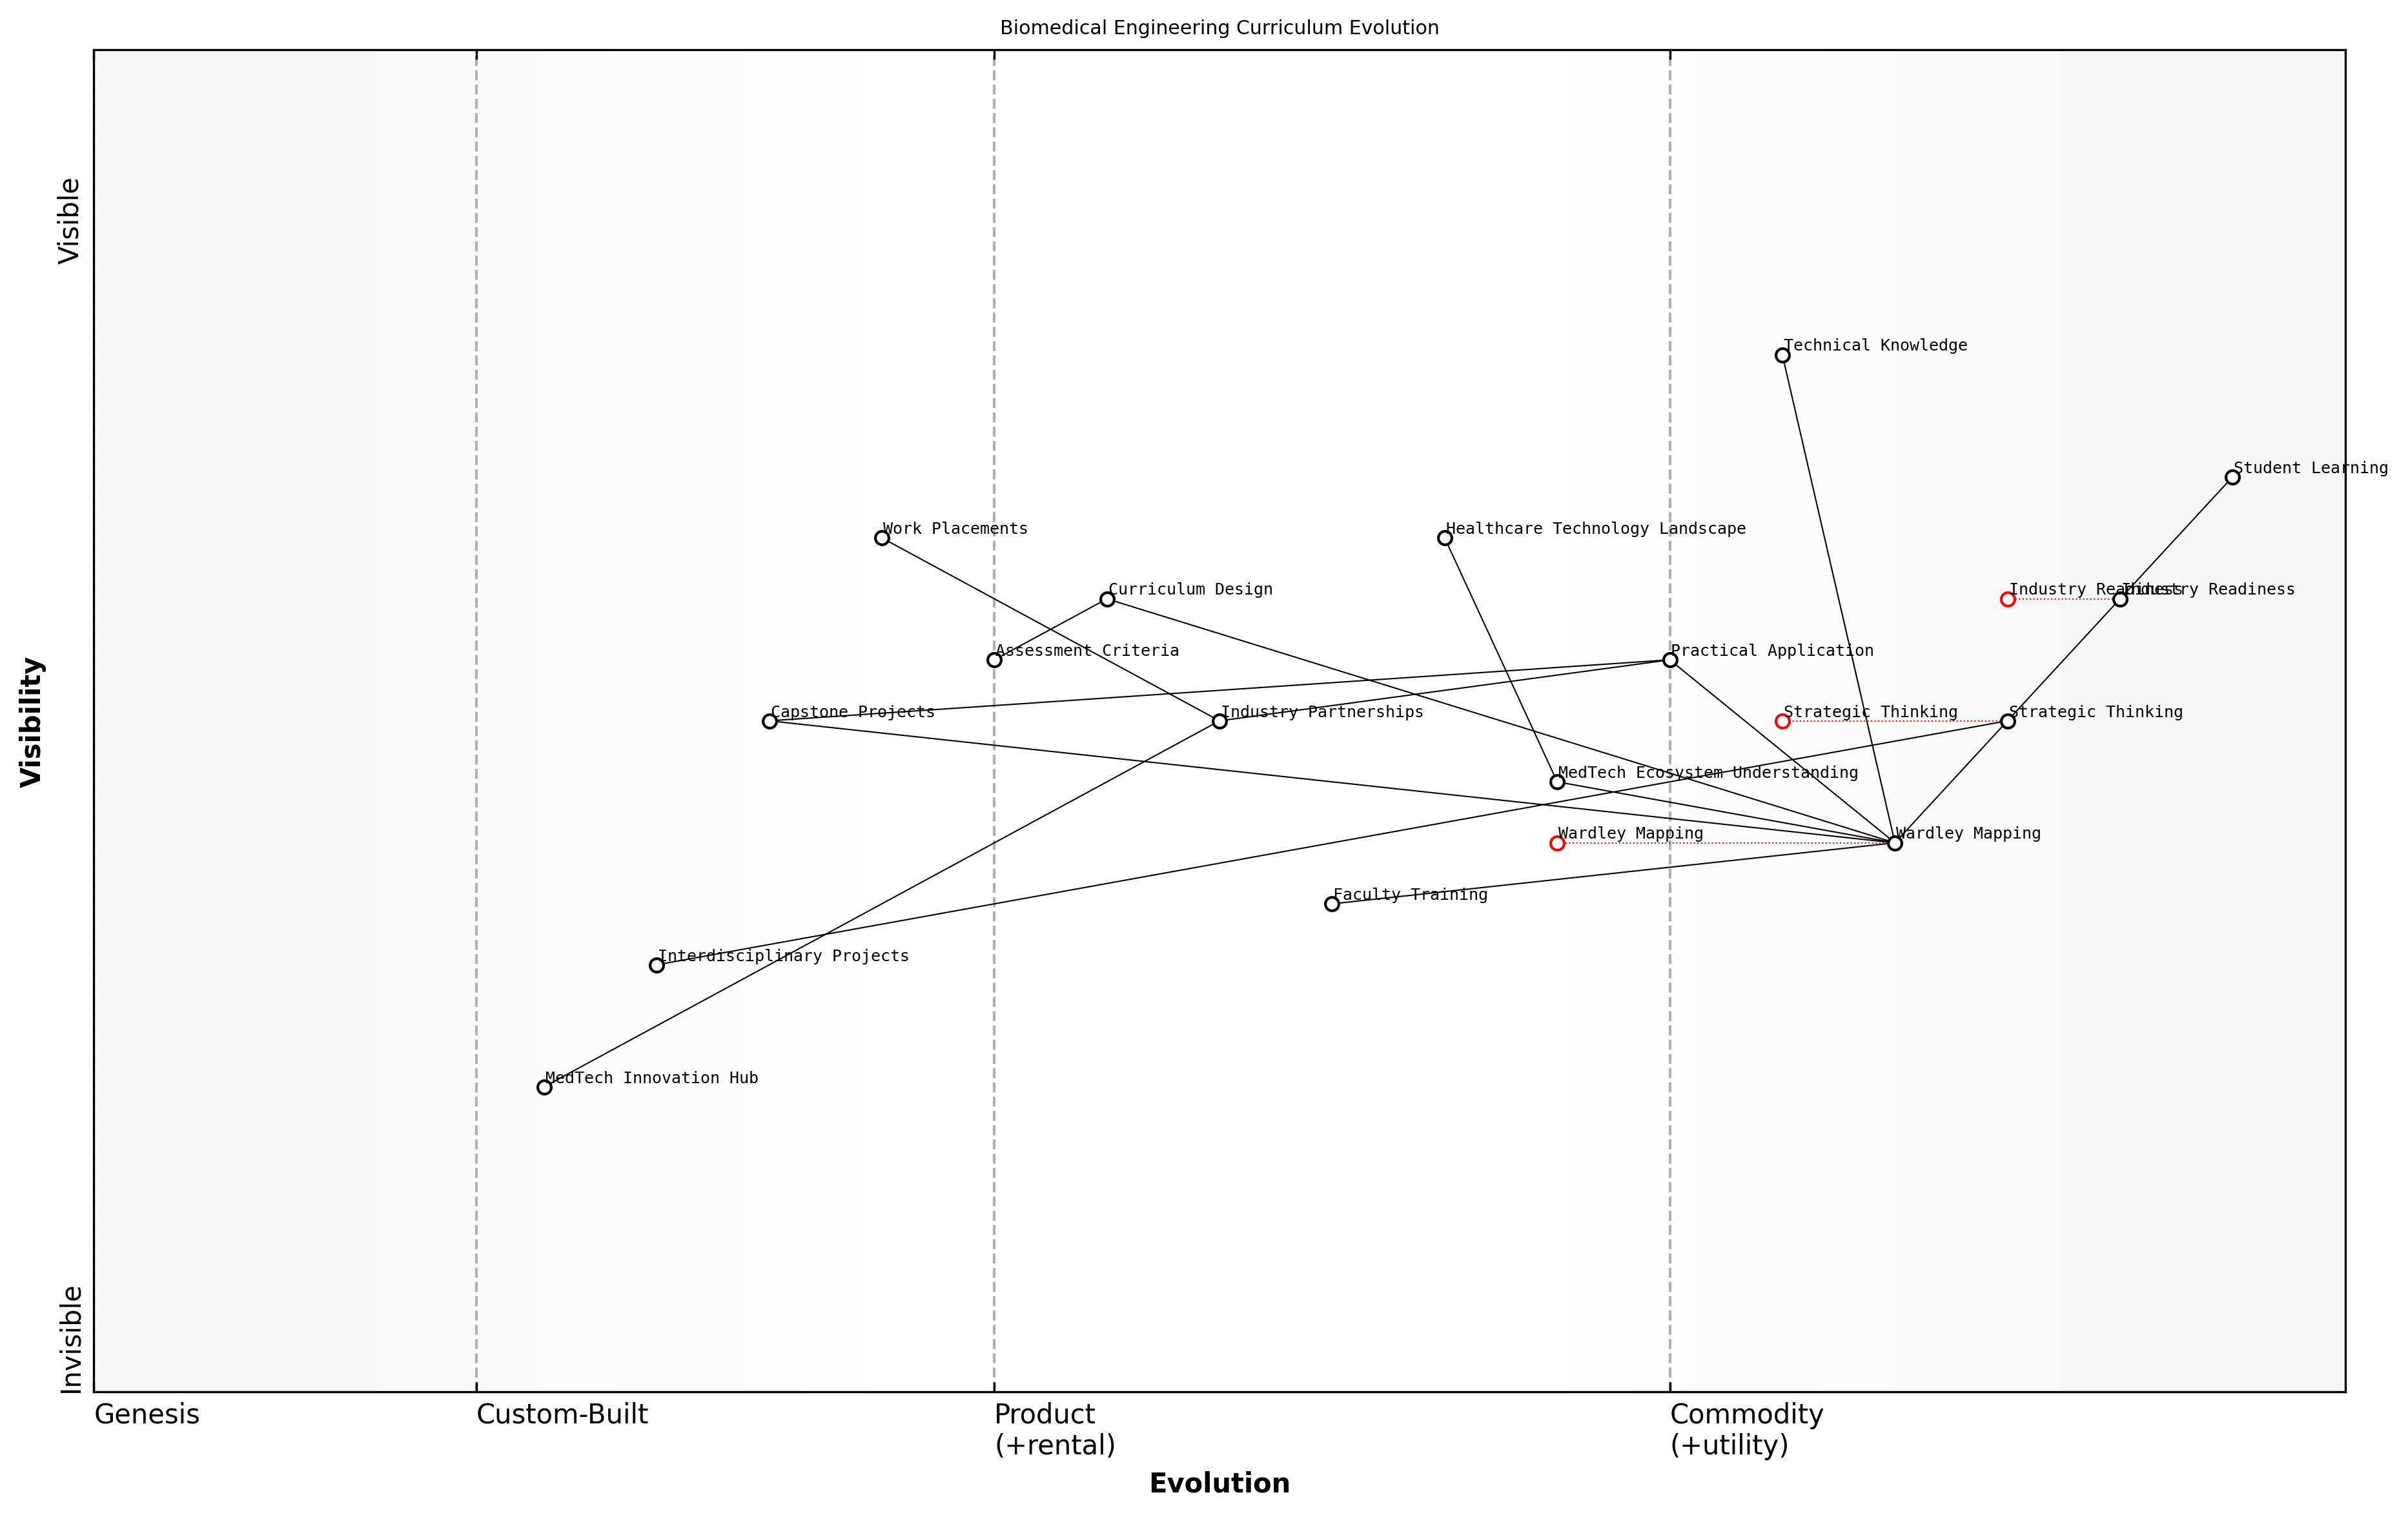 Biomedical Engineering Curriculum Evolution
Visible
Visibility
Invisible
Technical Knowledge
Student Learning
Work Placements
Healthcare Technology Landscape
Curriculum Design
Industry Readiness
Industry Readiness
Assessment Criteria
Practical Application
Capstone Projects
Industry Partnerships
Strategic Thinking
Strategic Thinking
MedTech Ecosystem Understanding
Wardley Mapping
Wardley Mapping
Faculty Training
Interdisciplinary Projects
MedTech Innovation Hub
Genesis
Custom-Built
Product
(+rental)
Commodity
(+utility)
Evolution